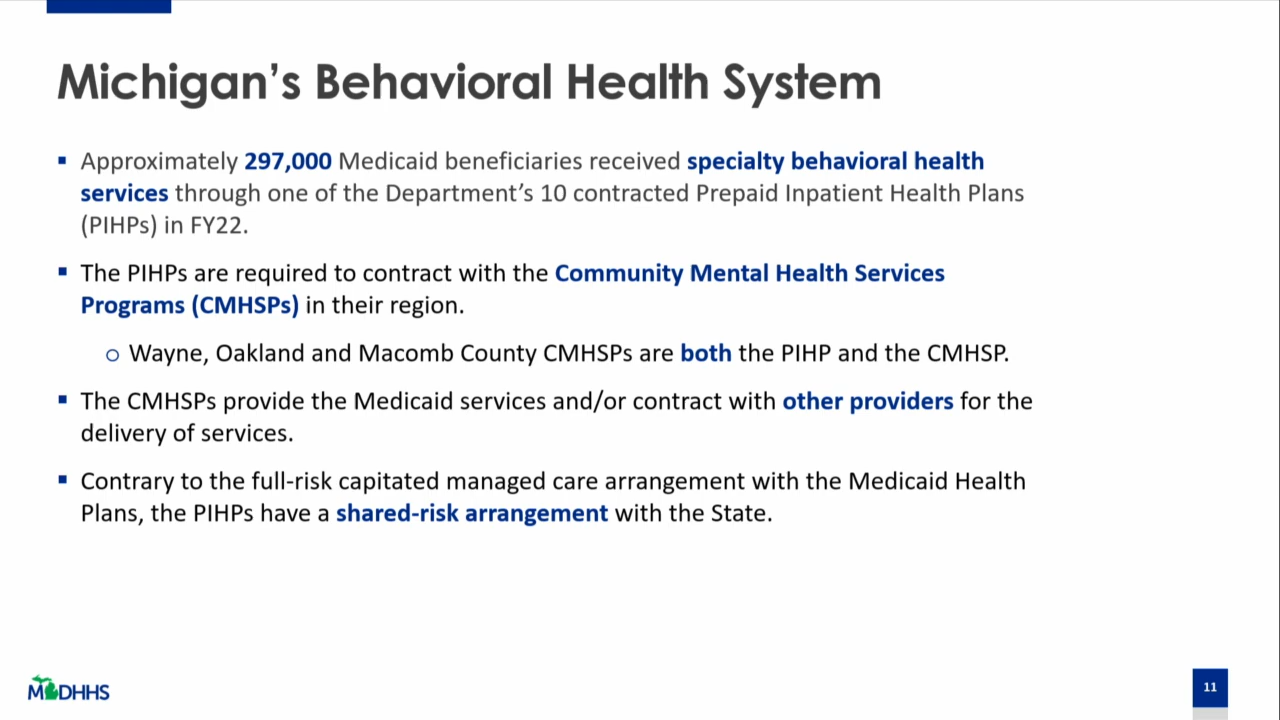 Michigan’s Behavioral Health System
▪ Approximately 297,000 Medicaid beneficiaries received specialty behavioral health
services through one of the Department’s 10 contracted Prepaid Inpatient Health Plans
(PIHPs) in FY22.
▪ The PIHPs are required to contract with the Community Mental Health Services
Programs (CMHSPs) in their region.
o Wayne, Oakland and Macomb County CMHSPs are both the PIHP and the CMHSP.
▪ The CMHSPs provide the Medicaid services and/or contract with other providers for the
delivery of services.
▪ Contrary to the full-risk capitated managed care arrangement with the Medicaid Health
Plans, the PIHPs have a shared-risk arrangement with the State.
MDHHS
11